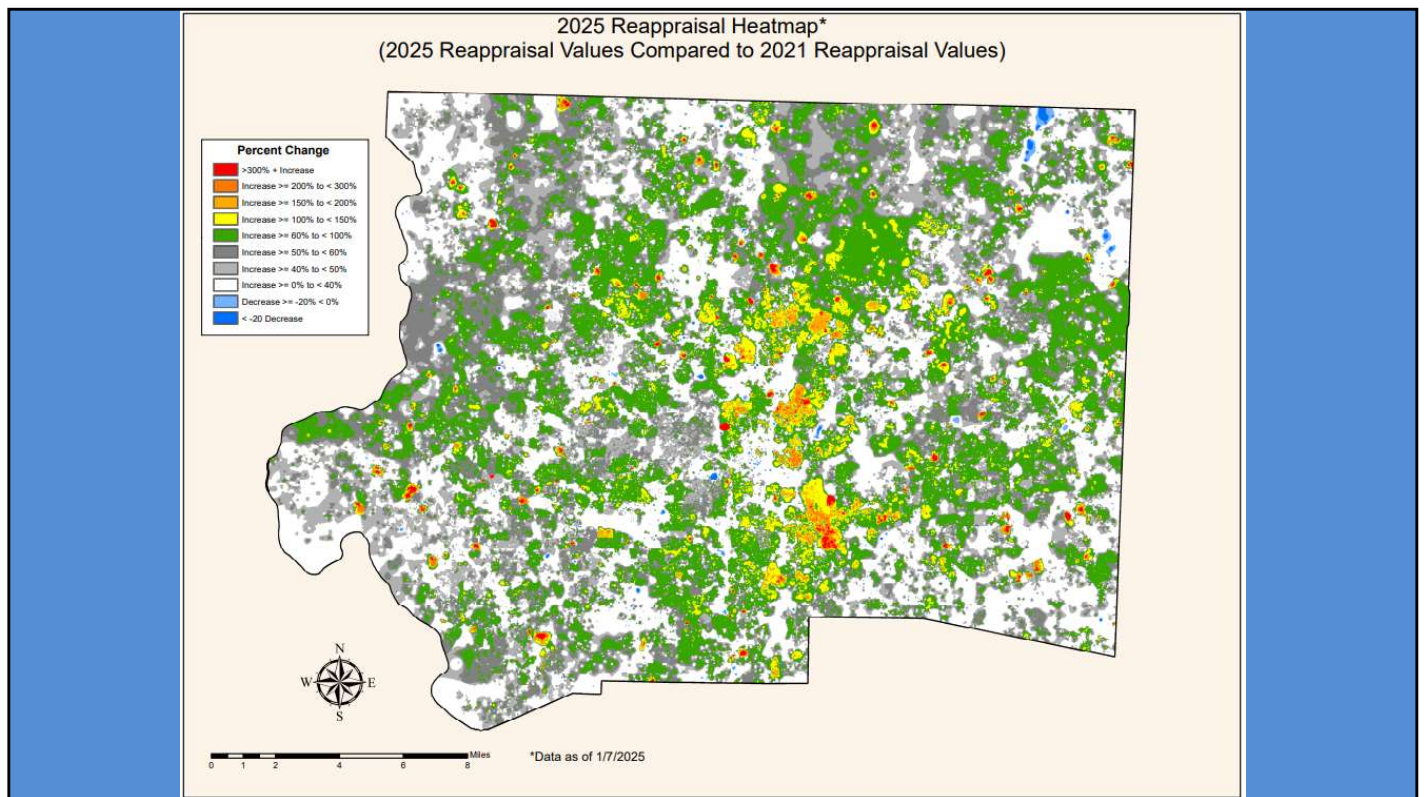 2025 Reappraisal Heatmap*
(2025 Reappraisal Values Compared to 2021 Reappraisal Values)
Percent Change
>300% + Increase
Increase >= 200% to < 300%
Increase >= 150% to < 200%
Increase >= 100% to < 150%
Increase >= 60% to < 100%
Increase >= 50% to < 60%
Increase >= 40% to < 50%
Increase >= 0% to < 40%
Decrease >= -20% < 0%
< -20 Decrease
N
W E
S
Miles
0 1 2 4 6 8
*Data as of 1/7/2025